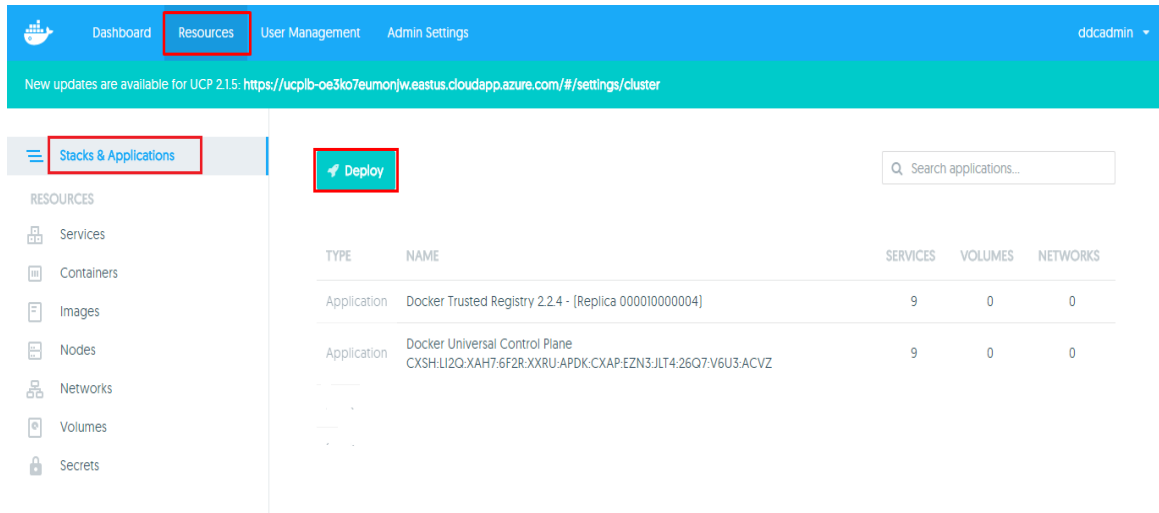 Dashboard Resources User Management Admin Settings ddcadmin
New updates are available for UCP 2.1.5: https://ucplb-oe3ko7eumonjw.eastus.cloudapp.azure.com/#/settings/cluster
Stacks & Applications
Deploy
Search applications...
RESOURCES
Services
Containers
Images
Nodes
Networks
Volumes
Secrets
TYPE NAME SERVICES VOLUMES NETWORKS
Application Docker Trusted Registry 2.2.4 - [Replica 000010000004] 9 0 0
Docker Universal Control Plane
Application CXSH:LI2Q:XAH7:6F2R:XXRU:APDK:CXAP:EZN3:JLT4:26Q7:V6U3:ACVZ 9 0 0